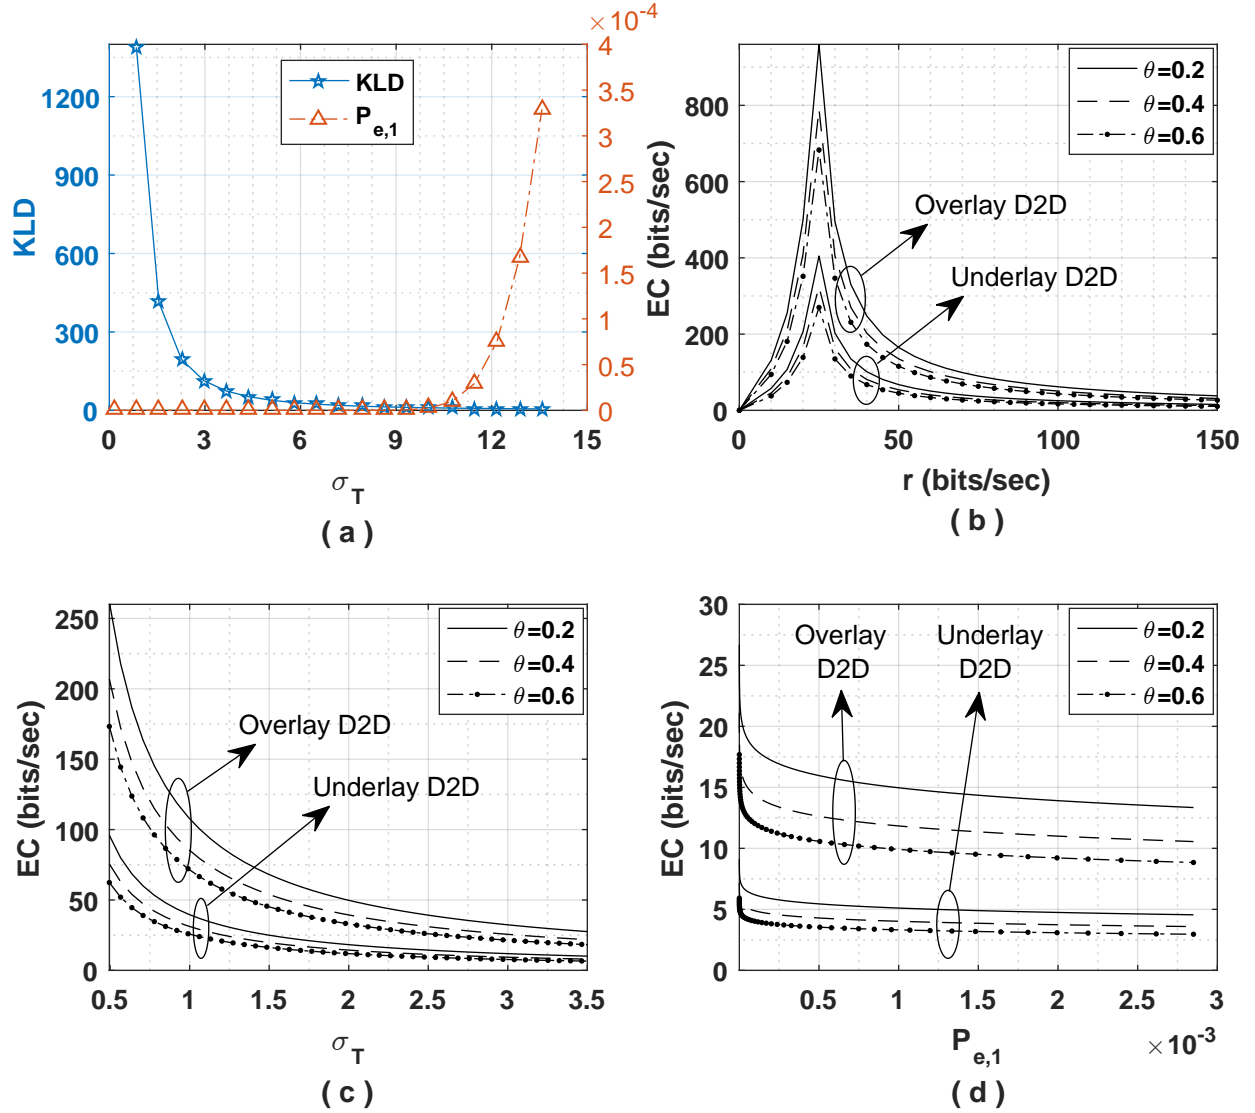 ×10^-4
KLD
P_e,1
KLD
0
300
600
900
1200
0
0.5
1
1.5
2
2.5
3
3.5
4
0
3
6
9
12
15
σ_T
( a )
θ=0.2
θ=0.4
θ=0.6
Overlay D2D
Underlay D2D
EC (bits/sec)
0
200
400
600
800
0
50
100
150
r (bits/sec)
( b )
θ=0.2
θ=0.4
θ=0.6
Overlay D2D
Underlay D2D
EC (bits/sec)
0
50
100
150
200
250
0.5
1
1.5
2
2.5
3
3.5
σ_T
( c )
θ=0.2
θ=0.4
θ=0.6
Overlay
D2D
Underlay
D2D
EC (bits/sec)
0
5
10
15
20
25
30
0.5
1
1.5
2
2.5
3
P_e,1
×10^-3
( d )